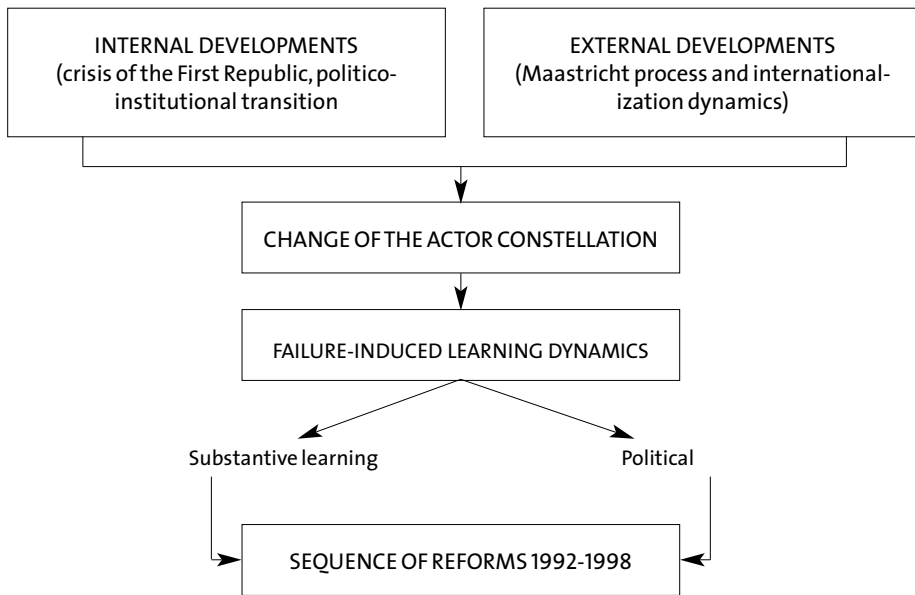 INTERNAL DEVELOPMENTS
(crisis of the First Republic, politico-
institutional transition
EXTERNAL DEVELOPMENTS
(Maastricht process and international-
ization dynamics)
CHANGE OF THE ACTOR CONSTELLATION
FAILURE-INDUCED LEARNING DYNAMICS
Substantive learning
Political
SEQUENCE OF REFORMS 1992-1998